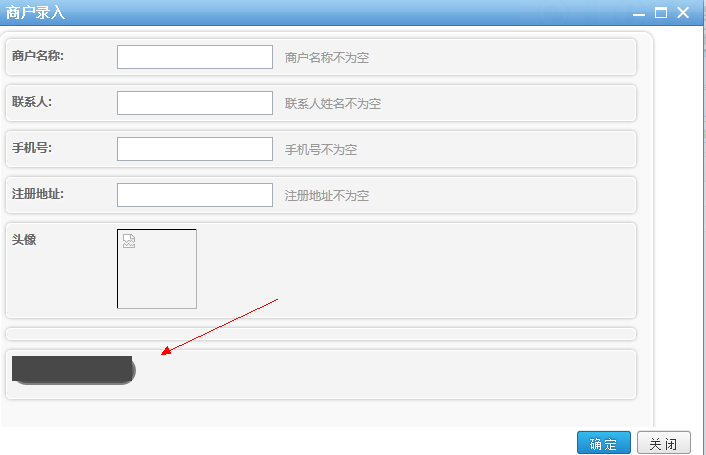 商户录入
商户名称: 商户名称不为空
联系人: 联系人姓名不为空
手机号: 手机号不为空
注册地址: 注册地址不为空
头像
确定 关闭